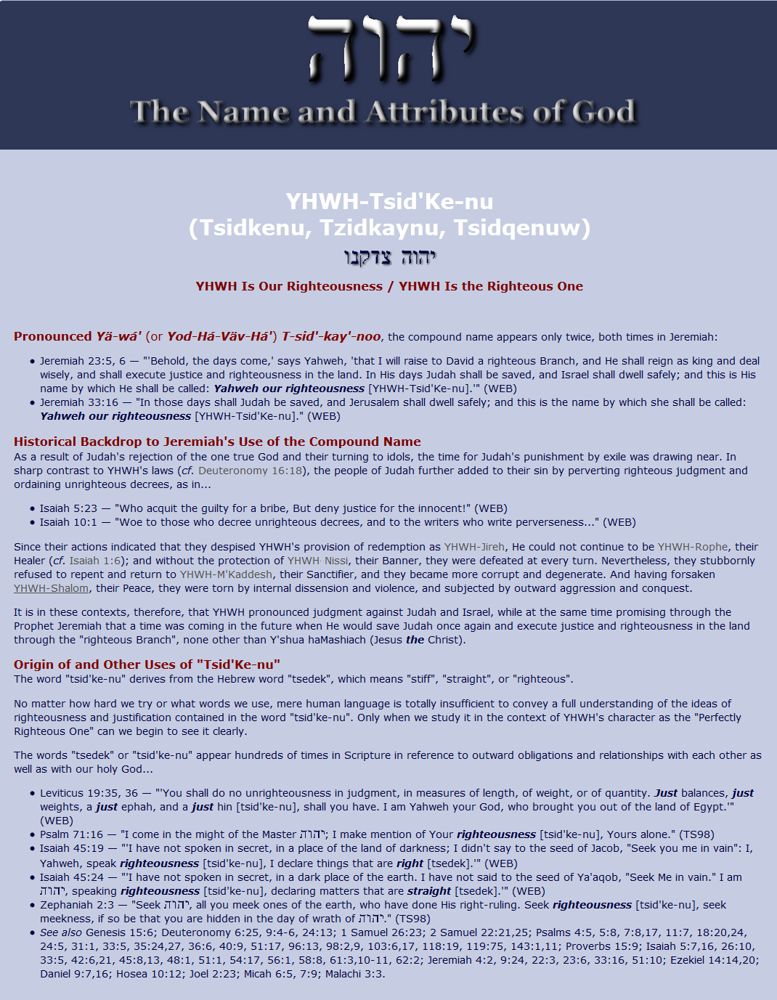 יהוה
The Name and Attributes of God
YHWH-Tsid'Ke-nu
(Tsidkenu, Tzidkaynu, Tsidqenuw)
יהוה צדקנו
YHWH Is Our Righteousness / YHWH Is the Righteous One
Pronounced Yä-wá' (or Yod-Há-Väv-Há') T-sid'-kay'-noo, the compound name appears only twice, both times in Jeremiah:
• Jeremiah 23:5, 6 — "'Behold, the days come,' says Yahweh, 'that I will raise to David a righteous Branch, and He shall reign as king and deal
wisely, and shall execute justice and righteousness in the land. In His days Judah shall be saved, and Israel shall dwell safely; and this is His
name by which He shall be called: Yahweh our righteousness [YHWH-Tsid'Ke-nu].'" (WEB)
• Jeremiah 33:16 — "In those days shall Judah be saved, and Jerusalem shall dwell safely; and this is the name by which she shall be called:
Yahweh our righteousness [YHWH-Tsid'Ke-nu]." (WEB)
Historical Backdrop to Jeremiah's Use of the Compound Name
As a result of Judah's rejection of the one true God and their turning to idols, the time for Judah's punishment by exile was drawing near. In
sharp contrast to YHWH's laws (cf. Deuteronomy 16:18), the people of Judah further added to their sin by perverting righteous judgment and
ordaining unrighteous decrees, as in...
• Isaiah 5:23 — "Who acquit the guilty for a bribe, But deny justice for the innocent!" (WEB)
• Isaiah 10:1 — "Woe to those who decree unrighteous decrees, and to the writers who write perverseness..." (WEB)
Since their actions indicated that they despised YHWH's provision of redemption as YHWH-Jireh, He could not continue to be YHWH-Rophe, their
Healer (cf. Isaiah 1:6); and without the protection of YHWH-Nissi, their Banner, they were defeated at every turn. Nevertheless, they stubbornly
refused to repent and return to YHWH-M'Kaddesh, their Sanctifier, and they became more corrupt and degenerate. And having forsaken
YHWH-Shalom, their Peace, they were torn by internal dissension and violence, and subjected by outward aggression and conquest.
It is in these contexts, therefore, that YHWH pronounced judgment against Judah and Israel, while at the same time promising through the
Prophet Jeremiah that a time was coming in the future when He would save Judah once again and execute justice and righteousness in the land
through the "righteous Branch", none other than Y'shua haMashiach (Jesus the Christ).
Origin of and Other Uses of "Tsid'Ke-nu"
The word "tsid'ke-nu" derives from the Hebrew word "tsedek", which means "stiff", "straight", or "righteous".
No matter how hard we try or what words we use, mere human language is totally insufficient to convey a full understanding of the ideas of
righteousness and justification contained in the word "tsid'ke-nu". Only when we study it in the context of YHWH's character as the "Perfectly
Righteous One" can we begin to see it clearly.
The words "tsedek" or "tsid'ke-nu" appear hundreds of times in Scripture in reference to outward obligations and relationships with each other as
well as with our holy God...
• Leviticus 19:35, 36 — "'You shall do no unrighteousness in judgment, in measures of length, of weight, or of quantity. Just balances, just
weights, a just ephah, and a just hin [tsid'ke-nu], shall you have. I am Yahweh your God, who brought you out of the land of Egypt.'"
(WEB)
• Psalm 71:16 — "I come in the might of the Master יהוה; I make mention of Your righteousness [tsid'ke-nu], Yours alone." (TS98)
• Isaiah 45:19 — "'I have not spoken in secret, in a place of the land of darkness; I didn't say to the seed of Jacob, "Seek you me in vain": I,
Yahweh, speak righteousness [tsid'ke-nu], I declare things that are right [tsedek].'" (WEB)
• Isaiah 45:24 — "'I have not spoken in secret, in a dark place of the earth. I have not said to the seed of Ya'aqob, "Seek Me in vain." I am
יהוה, speaking righteousness [tsid'ke-nu], declaring matters that are straight [tsedek].'" (WEB)
• Zephaniah 2:3 — "Seek יהוה, all you meek ones of the earth, who have done His right-ruling. Seek righteousness [tsid'ke-nu], seek
meekness, if so be that you are hidden in the day of wrath of יהוה." (TS98)
• See also Genesis 15:6; Deuteronomy 6:25, 9:4-6, 24:13; 1 Samuel 26:23; 2 Samuel 22:21,25; Psalms 4:5, 5:8, 7:8,17, 11:7, 18:20,24,
24:5, 31:1, 33:5, 35:24,27, 36:6, 40:9, 51:17, 96:13, 98:2,9, 103:6,17, 118:19, 119:75, 143:1,11; Proverbs 15:9; Isaiah 5:7,16, 26:10,
33:5, 42:6,21, 45:8,13, 48:1, 51:1, 54:17, 56:1, 58:8, 61:3,10-11, 62:2; Jeremiah 4:2, 9:24, 22:3, 23:6, 33:16, 51:10; Ezekiel 14:14,20;
Daniel 9:7,16; Hosea 10:12; Joel 2:23; Micah 6:5, 7:9; Malachi 3:3.